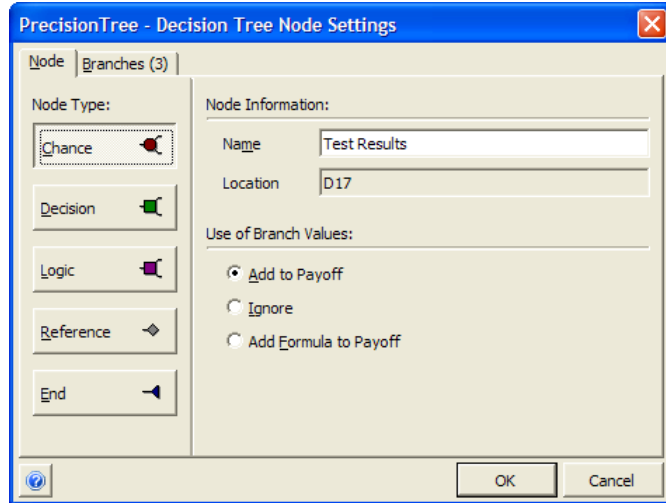 PrecisionTree - Decision Tree Node Settings
Node Branches (3)
Node Type:
Chance
Decision
Logic
Reference
End
Node Information:
Name Test Results
Location D17
Use of Branch Values:
Add to Payoff
Ignore
Add Formula to Payoff
? OK Cancel